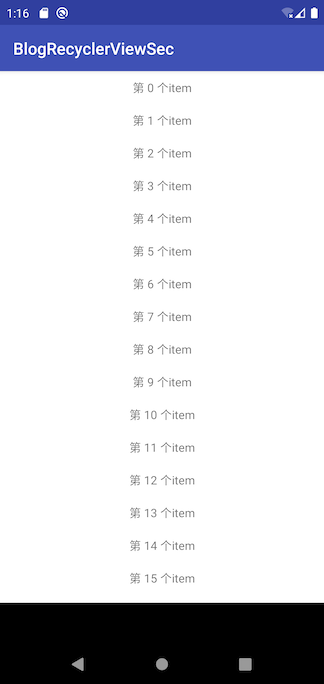 1:16
BlogRecyclerViewSec
第 0 个item
第 1 个item
第 2 个item
第 3 个item
第 4 个item
第 5 个item
第 6 个item
第 7 个item
第 8 个item
第 9 个item
第 10 个item
第 11 个item
第 12 个item
第 13 个item
第 14 个item
第 15 个item